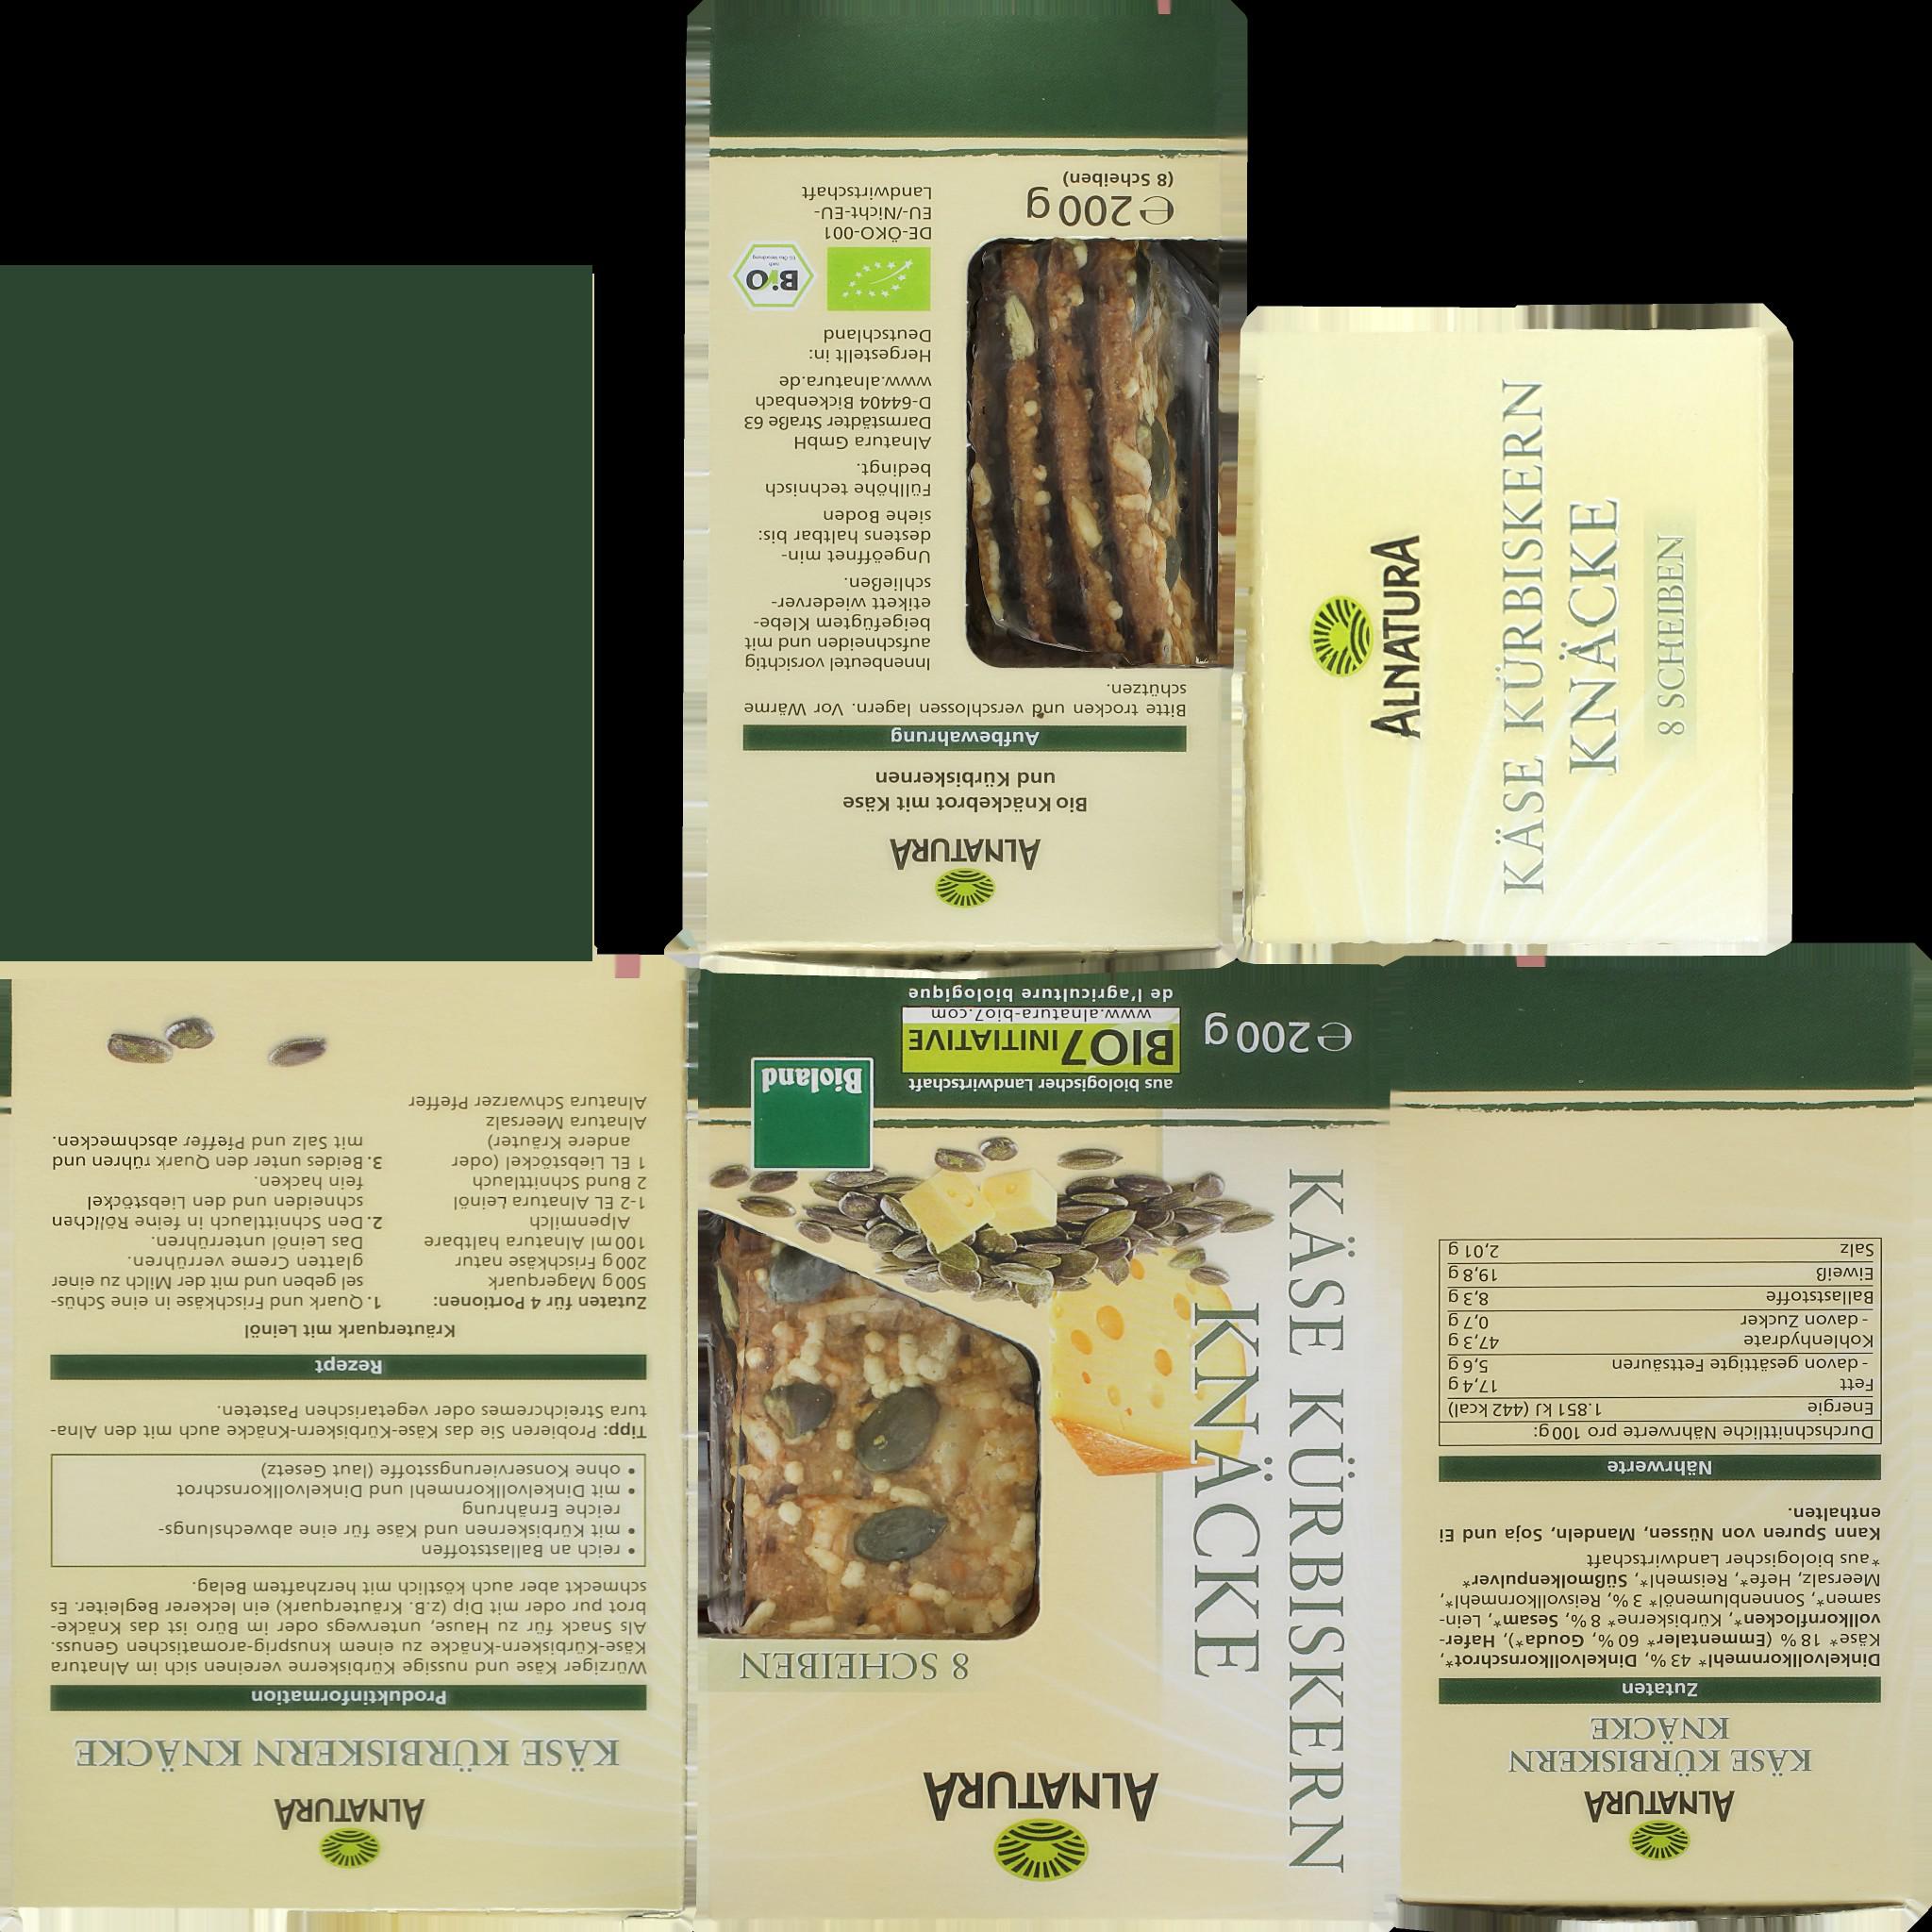 ALNATURA
Bio Knäckebrot mit Käse
und Kürbiskernen
Aufbewahrung
Bitte trocken und verschlossen lagern. Vor Wärme
schützen.
Innenbeutel vorsichtig
aufschneiden und mit
beigefügtem Klebe-
etikett wiederver-
schließen.
Ungeöffnet min-
destens haltbar bis:
siehe Boden
Füllhöhe technisch
bedingt.
Alnatura GmbH
Darmstädter Straße 63
D-64404 Bickenbach
www.alnatura.de
Hergestellt in:
Deutschland
Bio
nach
EG-Öko-Verordnung
DE-ÖKO-001
EU-/Nicht-EU-
Landwirtschaft
℮ 200 g
(8 Scheiben)
ALNATURA
KÄSE KÜRBISKERN
KNÄCKE
8 SCHEIBEN
ALNATURA
KÄSE KÜRBISKERN
KNÄCKE
Zutaten
Dinkelvollkornmehl* 43 %, Dinkelvollkornschrot*,
Käse* 18 % (Emmentaler* 60 %, Gouda*), Hafer-
vollkornflocken*, Kürbiskerne* 8 %, Sesam*, Lein-
samen*, Sonnenblumenöl* 3 %, Reisvollkornmehl*,
Meersalz, Hefe*, Reismehl*, Süßmolkenpulver*
*aus biologischer Landwirtschaft
Kann Spuren von Nüssen, Mandeln, Soja und Ei
enthalten.
Nährwerte
Durchschnittliche Nährwerte pro 100 g:
Energie 1.851 kJ (442 kcal)
Fett 17,4 g
- davon gesättigte Fettsäuren 5,6 g
Kohlenhydrate 47,3 g
- davon Zucker 0,7 g
Ballaststoffe 8,3 g
Eiweiß 19,8 g
Salz 2,01 g
ALNATURA
KÄSE KÜRBISKERN
KNÄCKE
8 SCHEIBEN
Bioland
aus biologischer Landwirtschaft
BIO7 INITIATIVE
www.alnatura-bio7.com
de l'agriculture biologique
℮ 200 g
ALNATURA
KÄSE KÜRBISKERN KNÄCKE
Produktinformation
Würziger Käse und nussige Kürbiskerne vereinen sich im Alnatura
Käse-Kürbiskern-Knäcke zu einem knusprig-aromatischen Genuss.
Als Snack für zu Hause, unterwegs oder im Büro ist das Knäcke-
brot pur oder mit Dip (z.B. Kräuterquark) ein leckerer Begleiter. Es
schmeckt aber auch köstlich mit herzhaftem Belag.
• reich an Ballaststoffen
• mit Kürbiskernen und Käse für eine abwechslungs-
reiche Ernährung
• mit Dinkelvollkornmehl und Dinkelvollkornschrot
• ohne Konservierungsstoffe (laut Gesetz)
Tipp: Probieren Sie das Käse-Kürbiskern-Knäcke auch mit den Alna-
tura Streichcremes oder vegetarischen Pasteten.
Rezept
Kräuterquark mit Leinöl
Zutaten für 4 Portionen:
500 g Magerquark
200 g Frischkäse natur
100 ml Alnatura haltbare
Alpenmilch
1-2 EL Alnatura Leinöl
2 Bund Schnittlauch
1 EL Liebstöckel (oder
andere Kräuter)
Alnatura Meersalz
Alnatura Schwarzer Pfeffer
1. Quark und Frischkäse in eine Schüs-
sel geben und mit der Milch zu einer
glatten Creme verrühren.
Das Leinöl unterrühren.
2. Den Schnittlauch in feine Röllchen
schneiden und den Liebstöckel
fein hacken.
3. Beides unter den Quark rühren und
mit Salz und Pfeffer abschmecken.